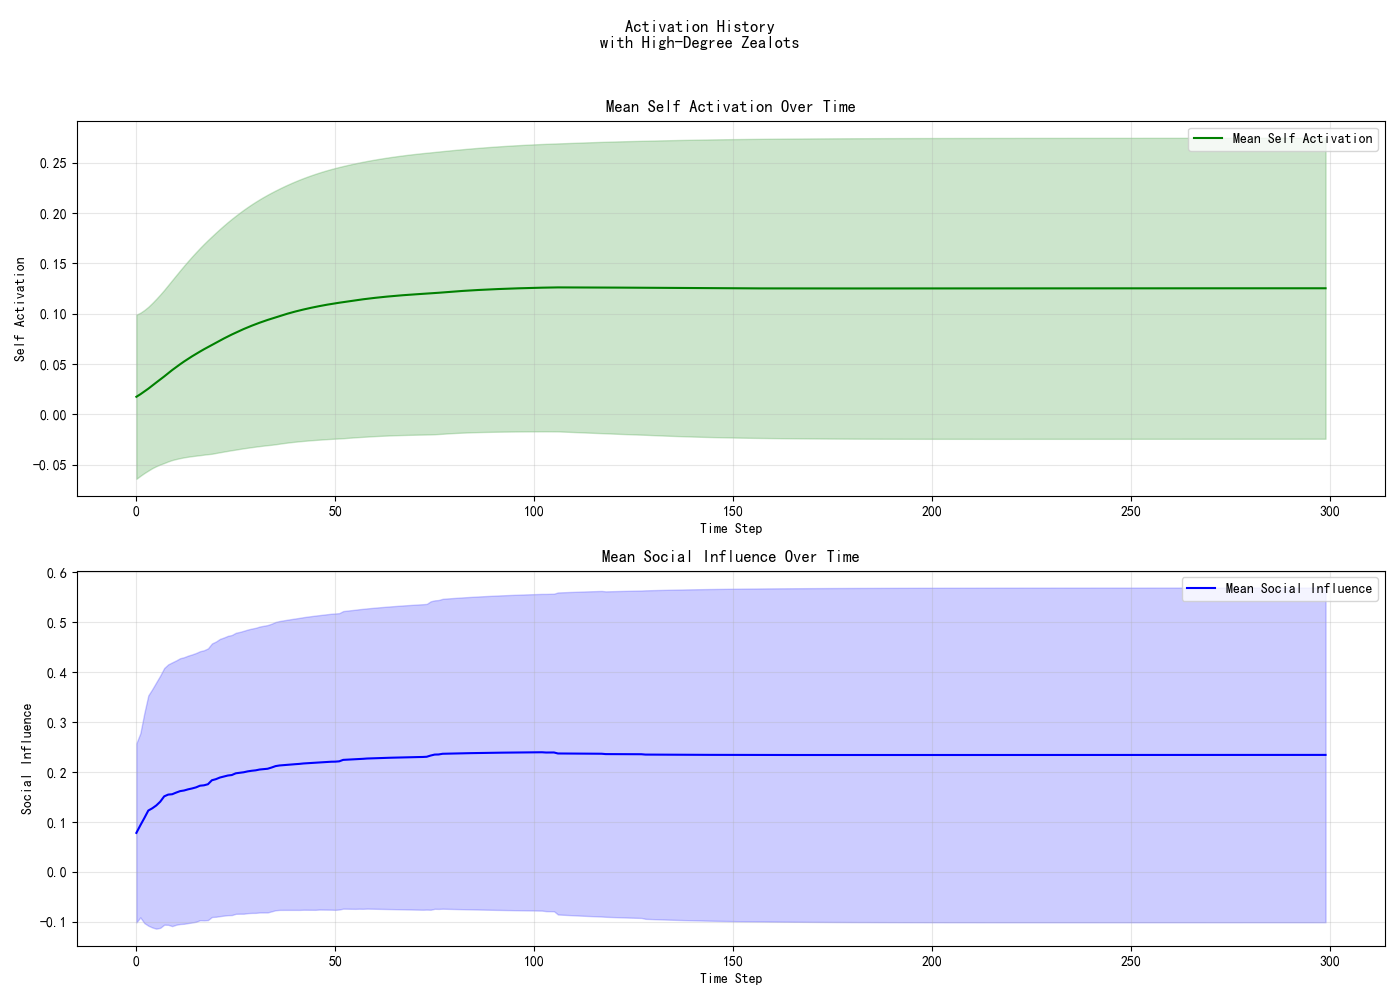 Activation History
with High-Degree Zealots
Mean Self Activation Over Time
Mean Self Activation
Self Activation
0.25
0.20
0.15
0.10
0.05
0.00
-0.05
0 50 100 150 200 250 300
Time Step
Mean Social Influence Over Time
Mean Social Influence
Social Influence
0.6
0.5
0.4
0.3
0.2
0.1
0.0
-0.1
0 50 100 150 200 250 300
Time Step